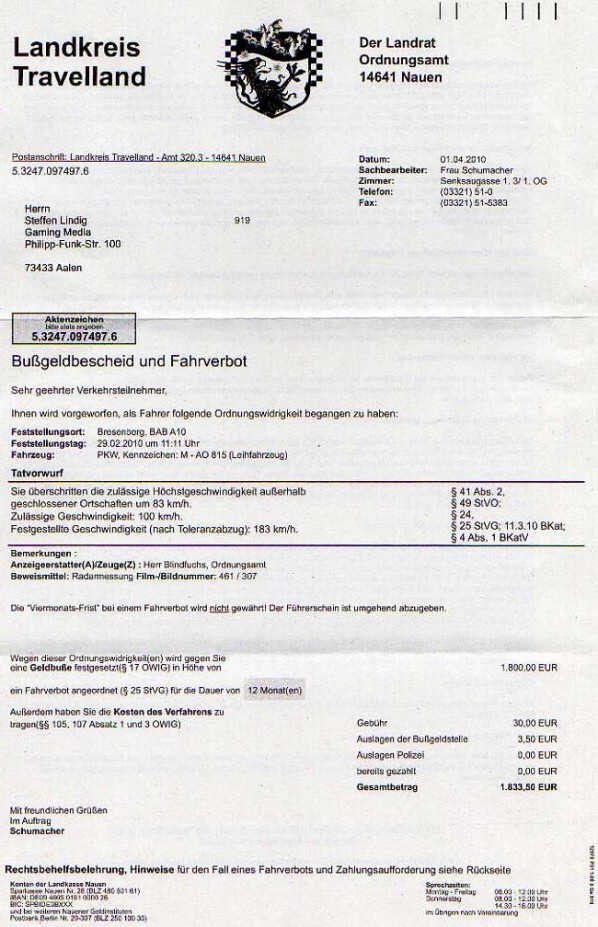 Landkreis
Travelland
Der Landrat
Ordnungsamt
14641 Nauen
Postanschrift: Landkreis Travelland - Amt 320.3 - 14641 Nauen
5.3247.097497.6
Datum: 01.04.2010
Sachbearbeiter: Frau Schumacher
Zimmer: Senksaugasse 1. 3/ 1. OG
Telefon: (03321) 51-0
Fax: (03321) 51-5383
Herrn
Steffen Lindig 919
Gaming Media
Philipp-Funk-Str. 100
73433 Aalen
Aktenzeichen
bitte stets angeben
5.3247.097497.6
Bußgeldbescheid und Fahrverbot
Sehr geehrter Verkehrsteilnehmer,
Ihnen wird vorgeworfen, als Fahrer folgende Ordnungswidrigkeit begangen zu haben:
Feststellungsort: Brosenborg, BAB A10
Feststellungstag: 29.02.2010 um 11:11 Uhr
Fahrzeug: PKW, Kennzeichen: M - AO 815 (Leihfahrzeug)
Tatvorwurf
Sie überschritten die zulässige Höchstgeschwindigkeit außerhalb
geschlossener Ortschaften um 83 km/h.
Zulässige Geschwindigkeit: 100 km/h.
Festgestellte Geschwindigkeit (nach Toleranzabzug): 183 km/h.
§ 41 Abs. 2,
§ 49 StVO;
§ 24,
§ 25 StVG; 11.3.10 BKat;
§ 4 Abs. 1 BKatV
Bemerkungen :
Anzeigeerstatter(A)/Zeuge(Z) : Herr Blindfuchs, Ordnungsamt
Beweismittel: Radarmessung Film-/Bildnummer: 461 / 307
Die "Viermonats-Frist" bei einem Fahrverbot wird nicht gewährt! Der Führerschein ist umgehend abzugeben.
Wegen dieser Ordnungswidrigkeit(en) wird gegen Sie
eine Geldbuße festgesetzt(§ 17 OWIG) in Höhe von 1.800.00 EUR
ein Fahrverbot angeordnet (§ 25 StVG) für die Dauer von 12 Monat(en)
Außerdem haben Sie die Kosten des Verfahrens zu
tragen(§§ 105, 107 Absatz 1 und 3 OWIG)
Gebühr 30,00 EUR
Auslagen der Bußgeldstelle 3,50 EUR
Auslagen Polizei 0,00 EUR
bereits gezahlt 0,00 EUR
Gesamtbetrag 1.833,50 EUR
Mit freundlichen Grüßen
Im Auftrag
Schumacher
Rechtsbehelfsbelehrung, Hinweise für den Fall eines Fahrverbots und Zahlungsaufforderung siehe Rückseite
Konten der Landkasse Nauen
Sparkasse Nauen Nr. 28 (BLZ 480 501 61)
und bei weiteren Nauener Geldinstituten
Postbank Berlin Nr. 29-307 (BLZ 250 100 30)
Sprechzeiten:
Montag - Freitag 08.00 - 12.00 Uhr
Donnerstag 08.00 - 12.00 Uhr
14.30 - 18.00 Uhr
im Übrigen nach Vereinbarung